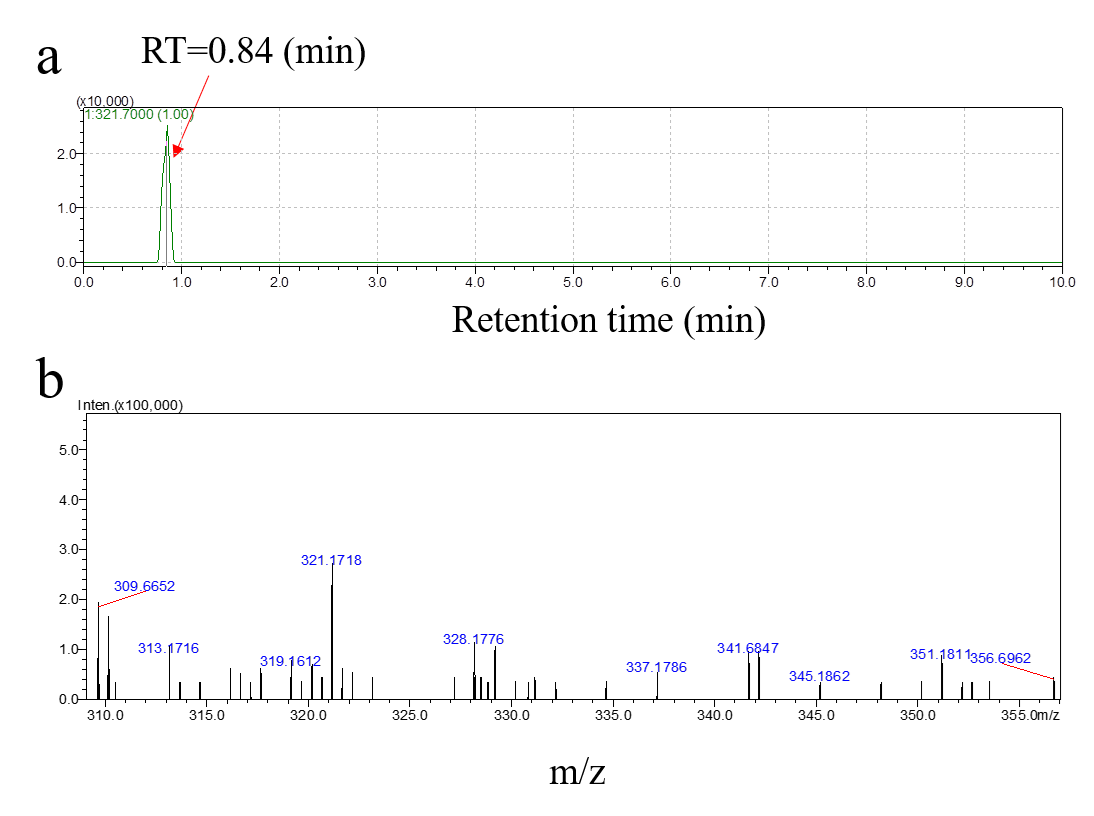 a
RT=0.84 (min)
(x10,000)
1:321.7000 (1.00)
2.0
1.0
0.0
0.0 1.0 2.0 3.0 4.0 5.0 6.0 7.0 8.0 9.0 10.0
Retention time (min)
b
Inten.(x100,000)
5.0
4.0
3.0
321.1718
309.6652
2.0
328.1776
313.1716
341.6847
1.0
351.1811
356.6962
319.1612
337.1786
345.1862
0.0
310.0 315.0 320.0 325.0 330.0 335.0 340.0 345.0 350.0 355.0 m/z
m/z